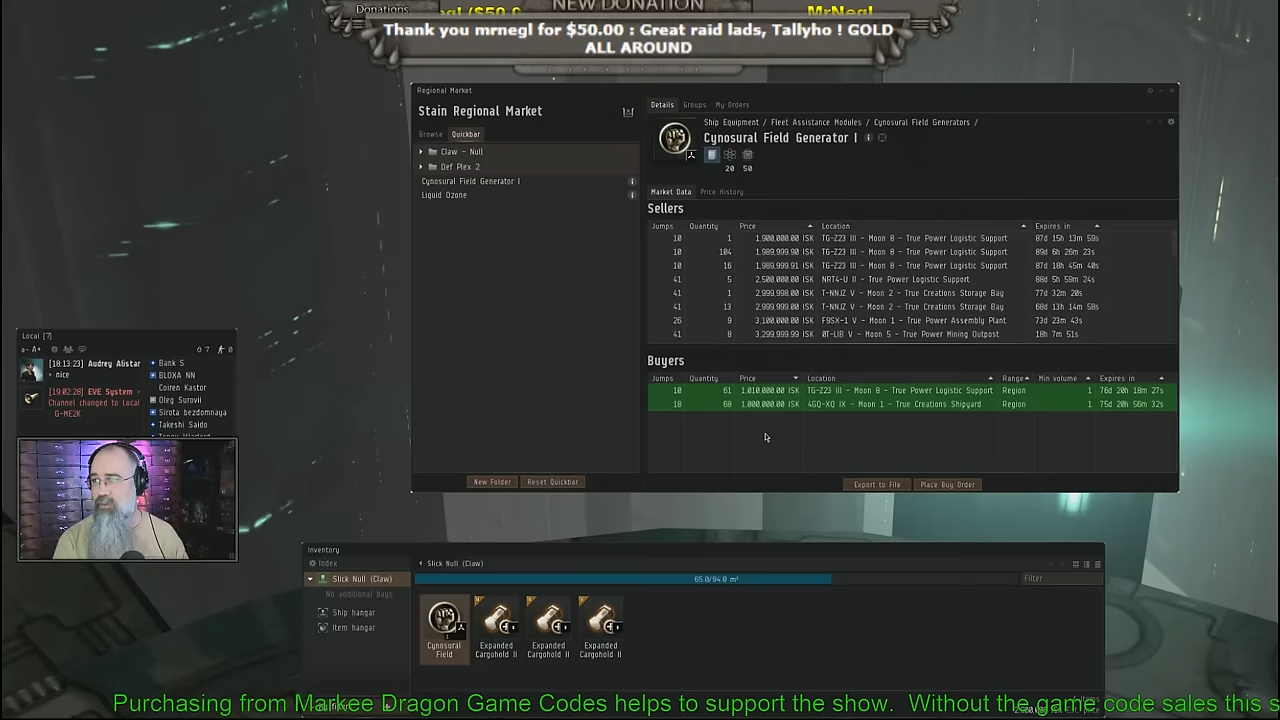 Donations
NEW DONATION
MrNegl
Thank you mrnegl for $50.00 : Great raid lads, Tallyho ! GOLD
ALL AROUND
Regional Market
Stain Regional Market
Browse Quickbar
Claw - Null
Def Plex 2
Cynosural Field Generator I
Liquid Ozone
New Folder Reset Quickbar
Details Groups My Orders
Ship Equipment / Fleet Assistance Modules / Cynosural Field Generators /
Cynosural Field Generator I
20 50
Market Data Price History
Sellers
Jumps Quantity Price Location Expires in
10 1 1,900,000.00 ISK TG-Z23 III - Moon 8 - True Power Logistic Support 87d 15h 13m 59s
10 104 1,989,999.90 ISK TG-Z23 III - Moon 8 - True Power Logistic Support 89d 6h 26m 23s
10 16 1,989,999.91 ISK TG-Z23 III - Moon 8 - True Power Logistic Support 87d 18h 45m 40s
41 5 2,500,000.00 ISK NRT4-U II - True Power Logistic Support 88d 5h 59m 24s
41 1 2,999,998.00 ISK T-NNJZ V - Moon 2 - True Creations Storage Bay 77d 32m 20s
41 13 2,999,999.00 ISK T-NNJZ V - Moon 2 - True Creations Storage Bay 68d 13h 14m 58s
26 9 3,100,000.00 ISK F9SX-1 V - Moon 1 - True Power Assembly Plant 73d 23m 43s
41 8 3,299,999.99 ISK 0T-LIB V - Moon 5 - True Power Mining Outpost 18h 7m 51s
Buyers
Jumps Quantity Price Location Range Min volume Expires in
10 61 1,010,000.00 ISK TG-Z23 III - Moon 8 - True Power Logistic Support Region 1 76d 20h 18m 27s
18 68 1,000,000.00 ISK 4GQ-XQ IX - Moon 1 - True Creations Shipyard Region 1 75d 20h 56m 32s
Export to File Place Buy Order
Local [7]
a- A+ 7 0
[18:13:23] Audrey Alistar
> nice
[19:02:28] EVE System >
Channel changed to Local
G-ME2K
Bank S
BLOXA NN
Coiren Kastor
Oleg Surovii
Sirota bezdomnaya
Takeshi Saido
Inventory
Index
Slick Null (Claw)
No additional bays
Ship hangar
Item hangar
Slick Null (Claw)
65.0/94.0 m³
Filter
1
Cynosural
Field
Expanded
Cargohold II
Expanded
Cargohold II
Expanded
Cargohold II
Purchasing from Markee Dragon Game Codes helps to support the show. Without the game code sales this s